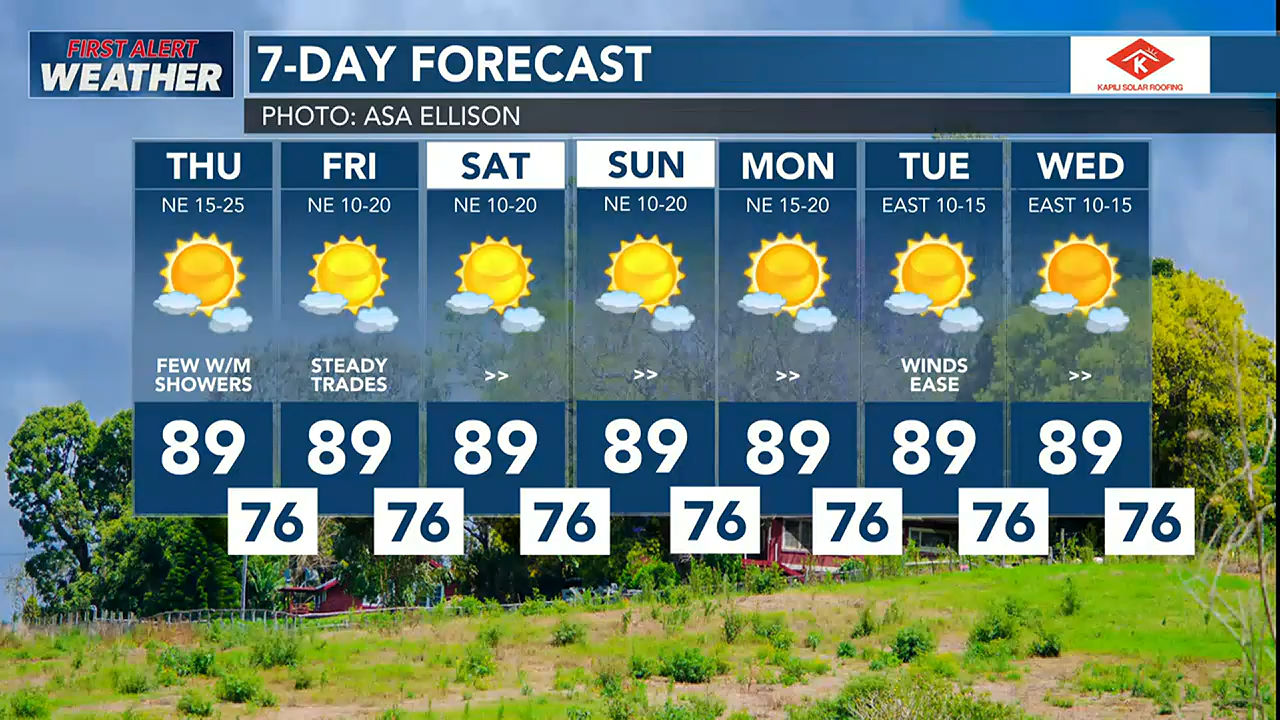 FIRST ALERT
WEATHER
7-DAY FORECAST
K
KAPILI SOLAR ROOFING
PHOTO: ASA ELLISON
THU FRI SAT SUN MON TUE WED
NE 15-25 NE 10-20 NE 10-20 NE 10-20 NE 15-20 EAST 10-15 EAST 10-15
FEW W/M STEADY WINDS
SHOWERS TRADES >> >> >> EASE >>
89 89 89 89 89 89 89
76 76 76 76 76 76 76